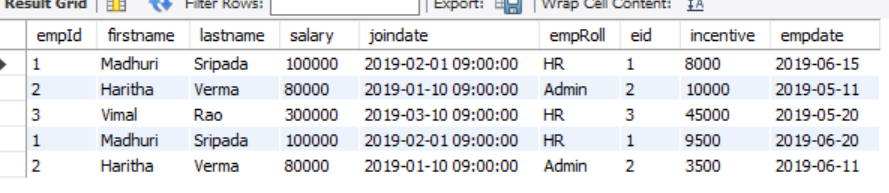 Result Grid Filter Rows: Export: Wrap Cell Content: IA
empId firstname lastname salary joindate empRoll eid incentive empdate
1 Madhuri Sripada 100000 2019-02-01 09:00:00 HR 1 8000 2019-06-15
2 Haritha Verma 80000 2019-01-10 09:00:00 Admin 2 10000 2019-05-11
3 Vimal Rao 300000 2019-03-10 09:00:00 HR 3 45000 2019-05-20
1 Madhuri Sripada 100000 2019-02-01 09:00:00 HR 1 9500 2019-06-20
2 Haritha Verma 80000 2019-01-10 09:00:00 Admin 2 3500 2019-06-11